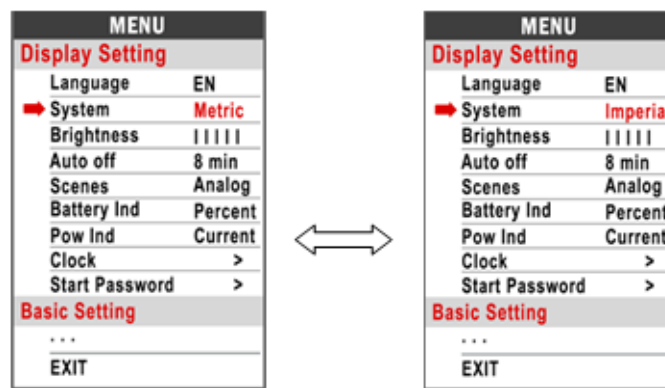 MENU
Display Setting
Language EN
System Metric
Brightness | | | | |
Auto off 8 min
Scenes Analog
Battery Ind Percent
Pow Ind Current
Clock >
Start Password >
Basic Setting
. . .
EXIT
MENU
Display Setting
Language EN
System Imperia
Brightness | | | | |
Auto off 8 min
Scenes Analog
Battery Ind Percent
Pow Ind Current
Clock >
Start Password >
Basic Setting
. . .
EXIT